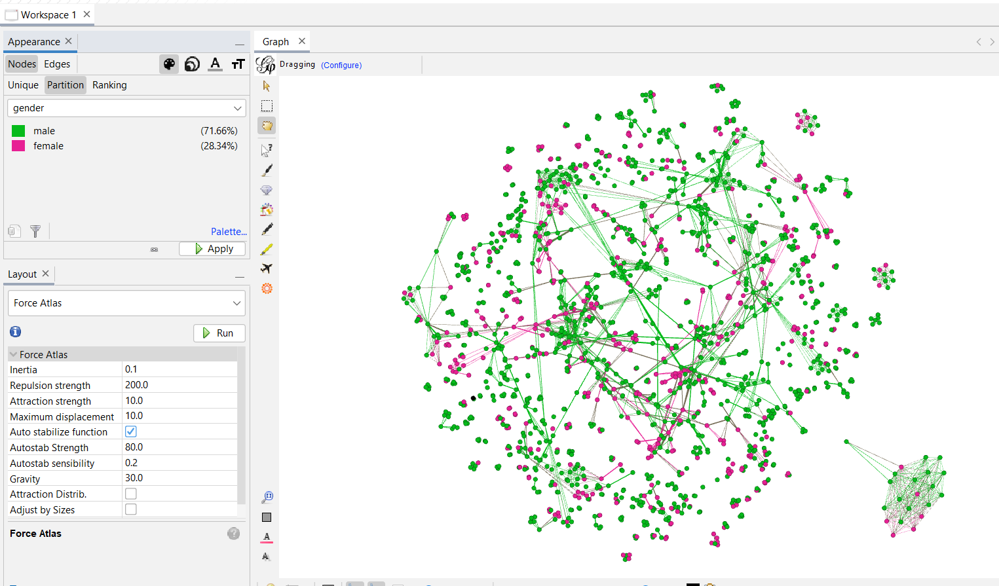 Workspace 1
Appearance
Nodes Edges
Unique Partition Ranking
gender
male (71.66%)
female (28.34%)
Palette...
Apply
Layout
Force Atlas
Run
Force Atlas
Inertia 0.1
Repulsion strength 200.0
Attraction strength 10.0
Maximum displacement 10.0
Auto stabilize function
Autostab Strength 80.0
Autostab sensibility 0.2
Gravity 30.0
Attraction Distrib.
Adjust by Sizes
Force Atlas
Graph
Dragging (Configure)